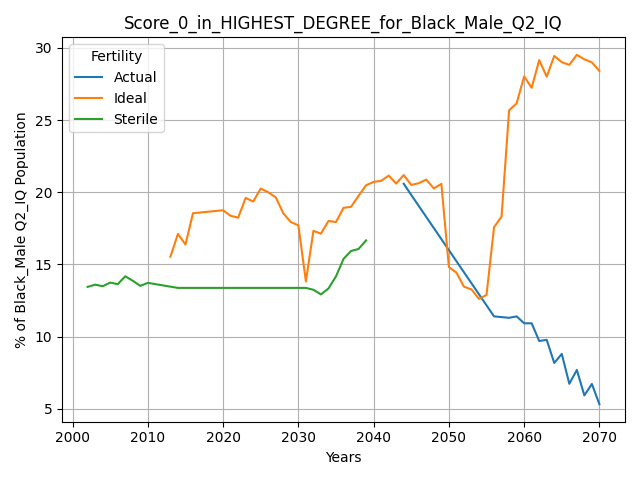 Score_0_in_HIGHEST_DEGREE_for_Black_Male_Q2_IQ
% of Black_Male Q2_IQ Population
30
25
20
15
10
5
Fertility
Actual
Ideal
Sterile
2000 2010 2020 2030 2040 2050 2060 2070
Years